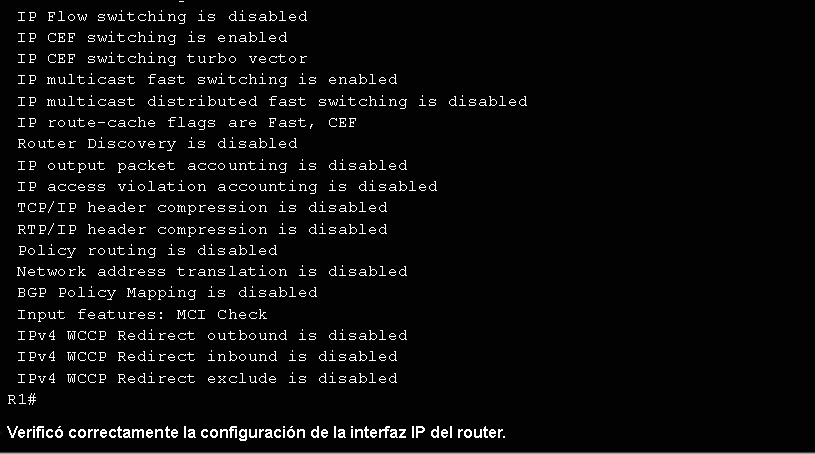 IP Flow switching is disabled
IP CEF switching is enabled
IP CEF switching turbo vector
IP multicast fast switching is enabled
IP multicast distributed fast switching is disabled
IP route-cache flags are Fast, CEF
Router Discovery is disabled
IP output packet accounting is disabled
IP access violation accounting is disabled
TCP/IP header compression is disabled
RTP/IP header compression is disabled
Policy routing is disabled
Network address translation is disabled
BGP Policy Mapping is disabled
Input features: MCI Check
IPv4 WCCP Redirect outbound is disabled
IPv4 WCCP Redirect inbound is disabled
IPv4 WCCP Redirect exclude is disabled
R1#
Verificó correctamente la configuración de la interfaz IP del router.